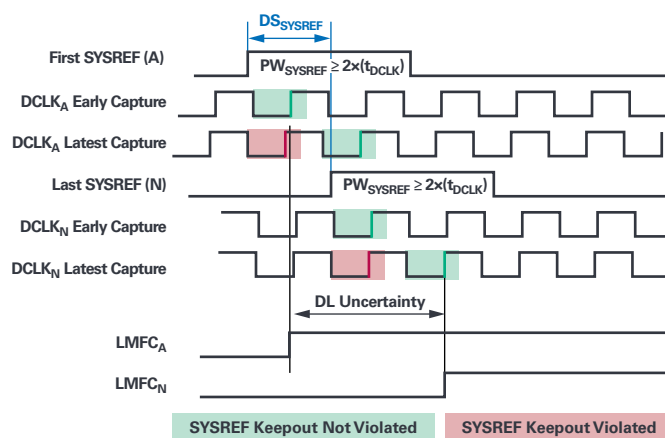 DS_SYSREF
First SYSREF (A)
PW_SYSREF ≥ 2×(t_DCLK)
DCLK_A Early Capture
DCLK_A Latest Capture
Last SYSREF (N)
PW_SYSREF ≥ 2×(t_DCLK)
DCLK_N Early Capture
DCLK_N Latest Capture
DL Uncertainty
LMFC_A
LMFC_N
SYSREF Keepout Not Violated
SYSREF Keepout Violated